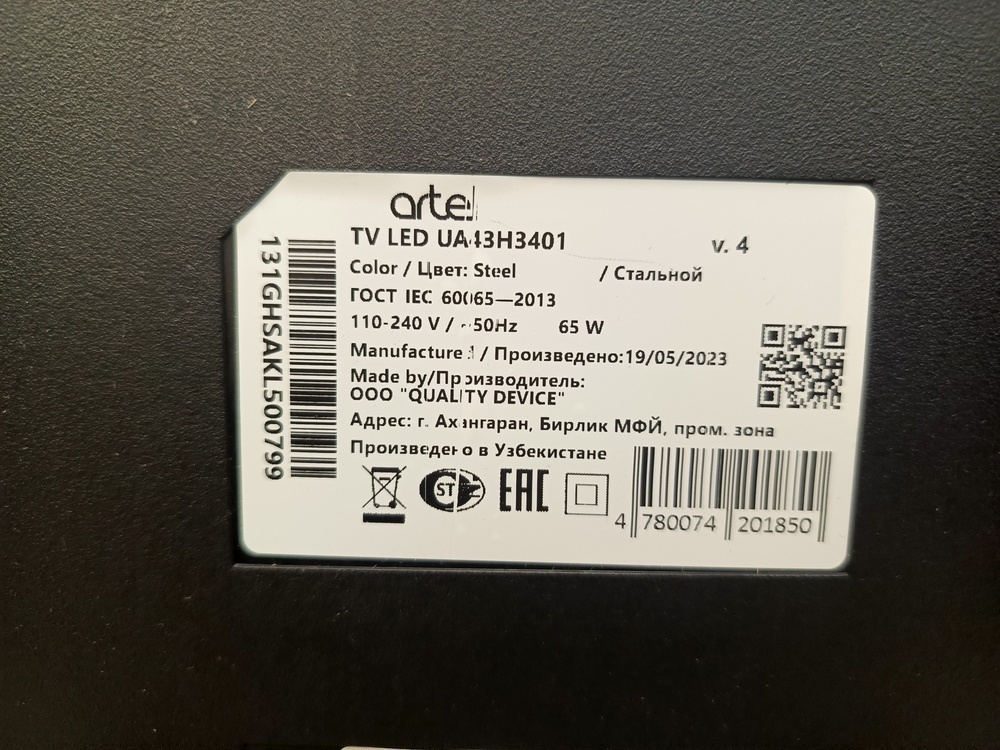 artel
TV LED UA43H3401 v. 4
Color / Цвет: Steel / Стальной
ГОСТ IEC 60065—2013
110-240 V / ~50Hz 65 W
Manufactured / Произведено:19/05/2023
Made by/Производитель:
ООО "QUALITY DEVICE"
Адрес: г. Ахангаран, Бирлик МФЙ, пром. зона
Произведено в Узбекистане
ST
EAC
4 780074 201850
131GHSAKL500799